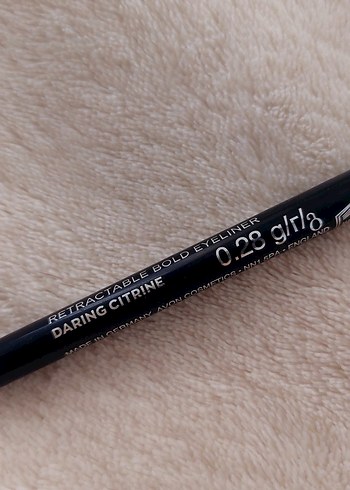 RETRACTABLE BOLD EYELINER
DARING CITRINE
MADE IN GERMANY. AVON COSMETICS • NN1 5PA • ENGLAND
0.28 g/г/გ